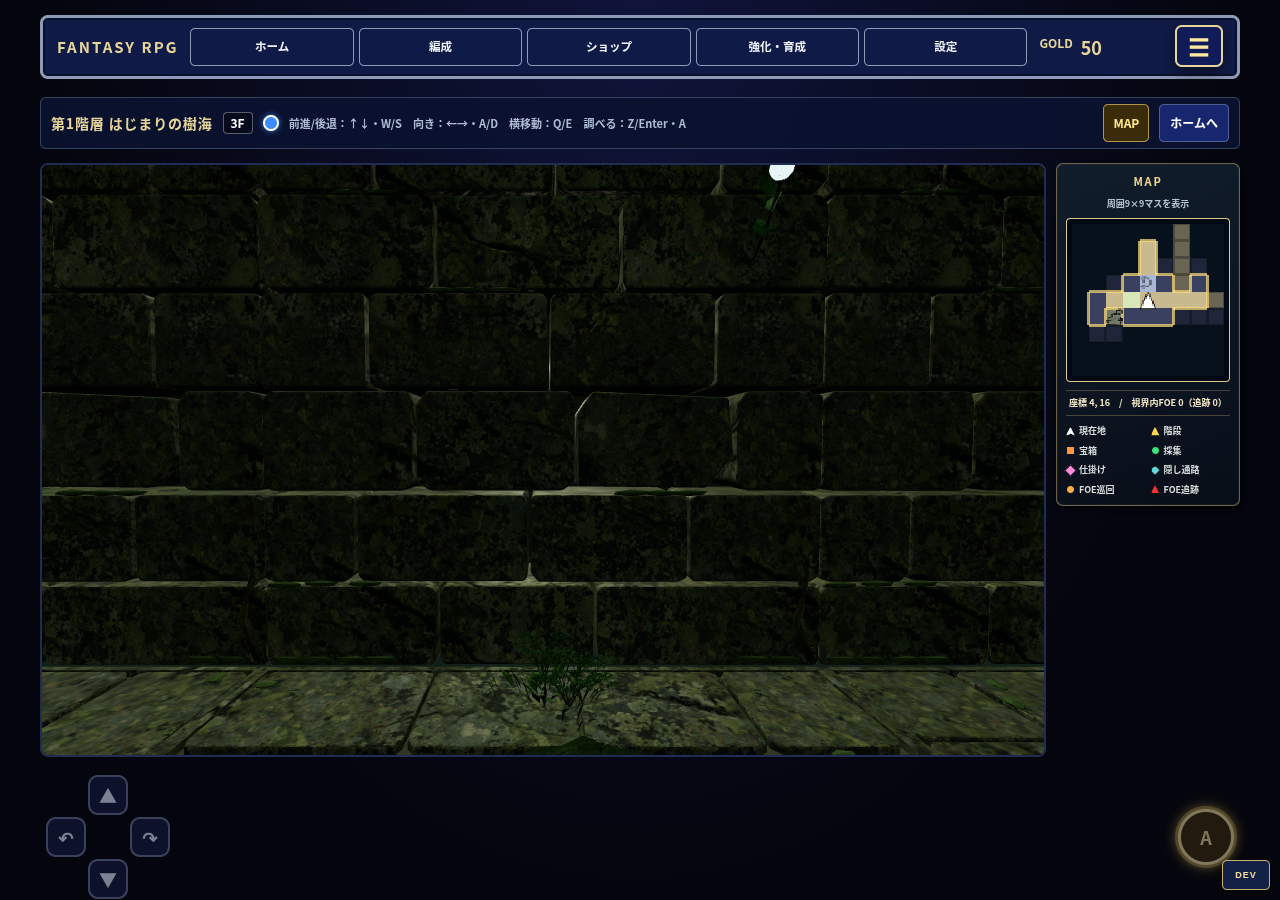 FANTASY RPG
ホーム
編成
ショップ
強化・育成
設定
GOLD 50
第1階層 はじまりの樹海
3F
前進/後退：↑↓・W/S 向き：←→・A/D 横移動：Q/E 調べる：Z/Enter・A
MAP
ホームへ
MAP
周囲9×9マスを表示
座標 4, 16 / 視界内FOE 0（追跡 0）
現在地
階段
宝箱
採集
仕掛け
隠し通路
FOE巡回
FOE追跡
A
DEV